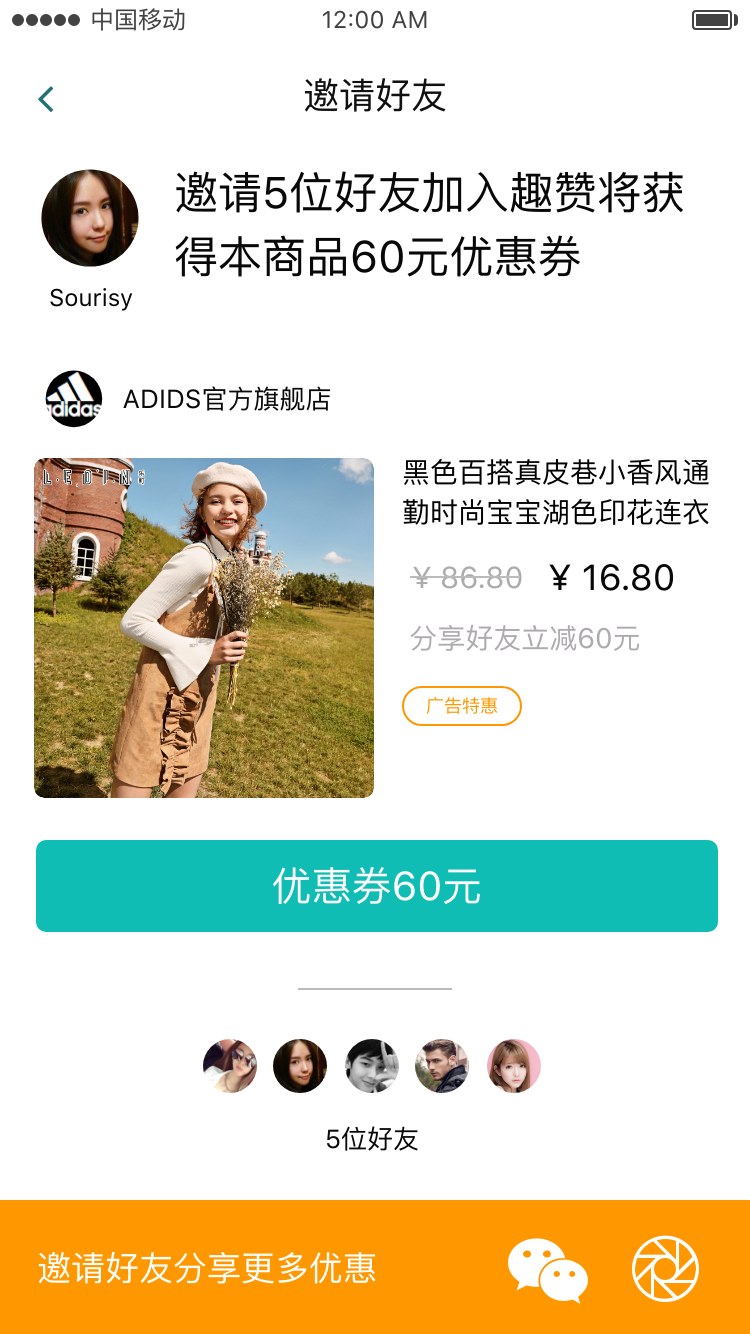 中国移动 12:00 AM
邀请好友
邀请5位好友加入趣赞将获
得本商品60元优惠券
Sourisy
adidas
ADIDS官方旗舰店
LEDIN
黑色百搭真皮巷小香风通
勤时尚宝宝湖色印花连衣
¥ 86.80 ¥ 16.80
分享好友立减60元
广告特惠
优惠券60元
5位好友
邀请好友分享更多优惠